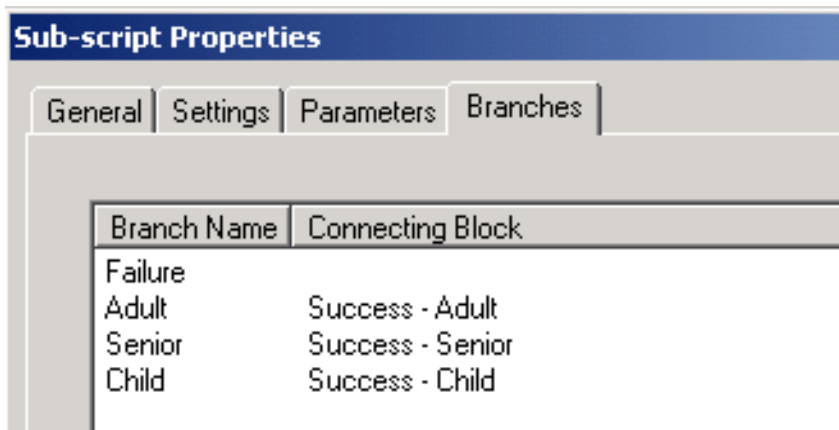 Sub-script Properties
General Settings Parameters Branches
Branch Name Connecting Block
Failure
Adult Success - Adult
Senior Success - Senior
Child Success - Child